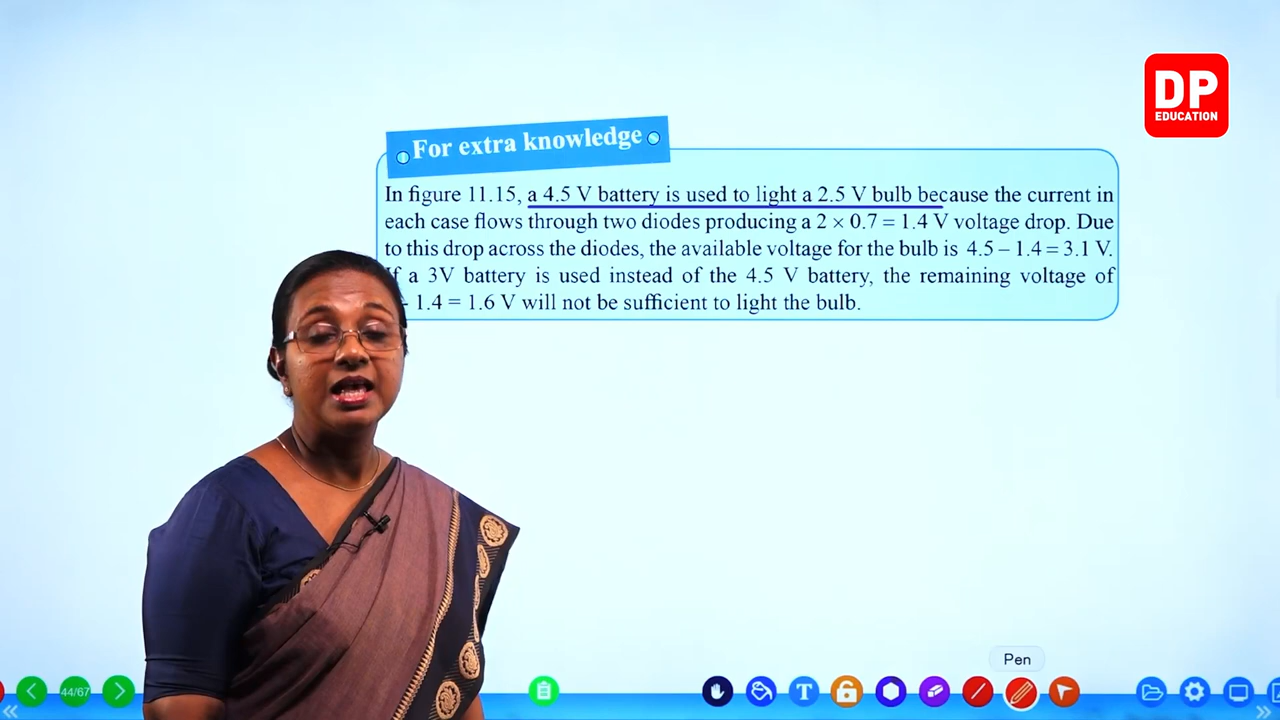 DP
EDUCATION
For extra knowledge
In figure 11.15, a 4.5 V battery is used to light a 2.5 V bulb because the current in
each case flows through two diodes producing a 2 × 0.7 = 1.4 V voltage drop. Due
to this drop across the diodes, the available voltage for the bulb is 4.5 – 1.4 = 3.1 V.
a 3V battery is used instead of the 4.5 V battery, the remaining voltage of
– 1.4 = 1.6 V will not be sufficient to light the bulb.
Pen
44/67
T